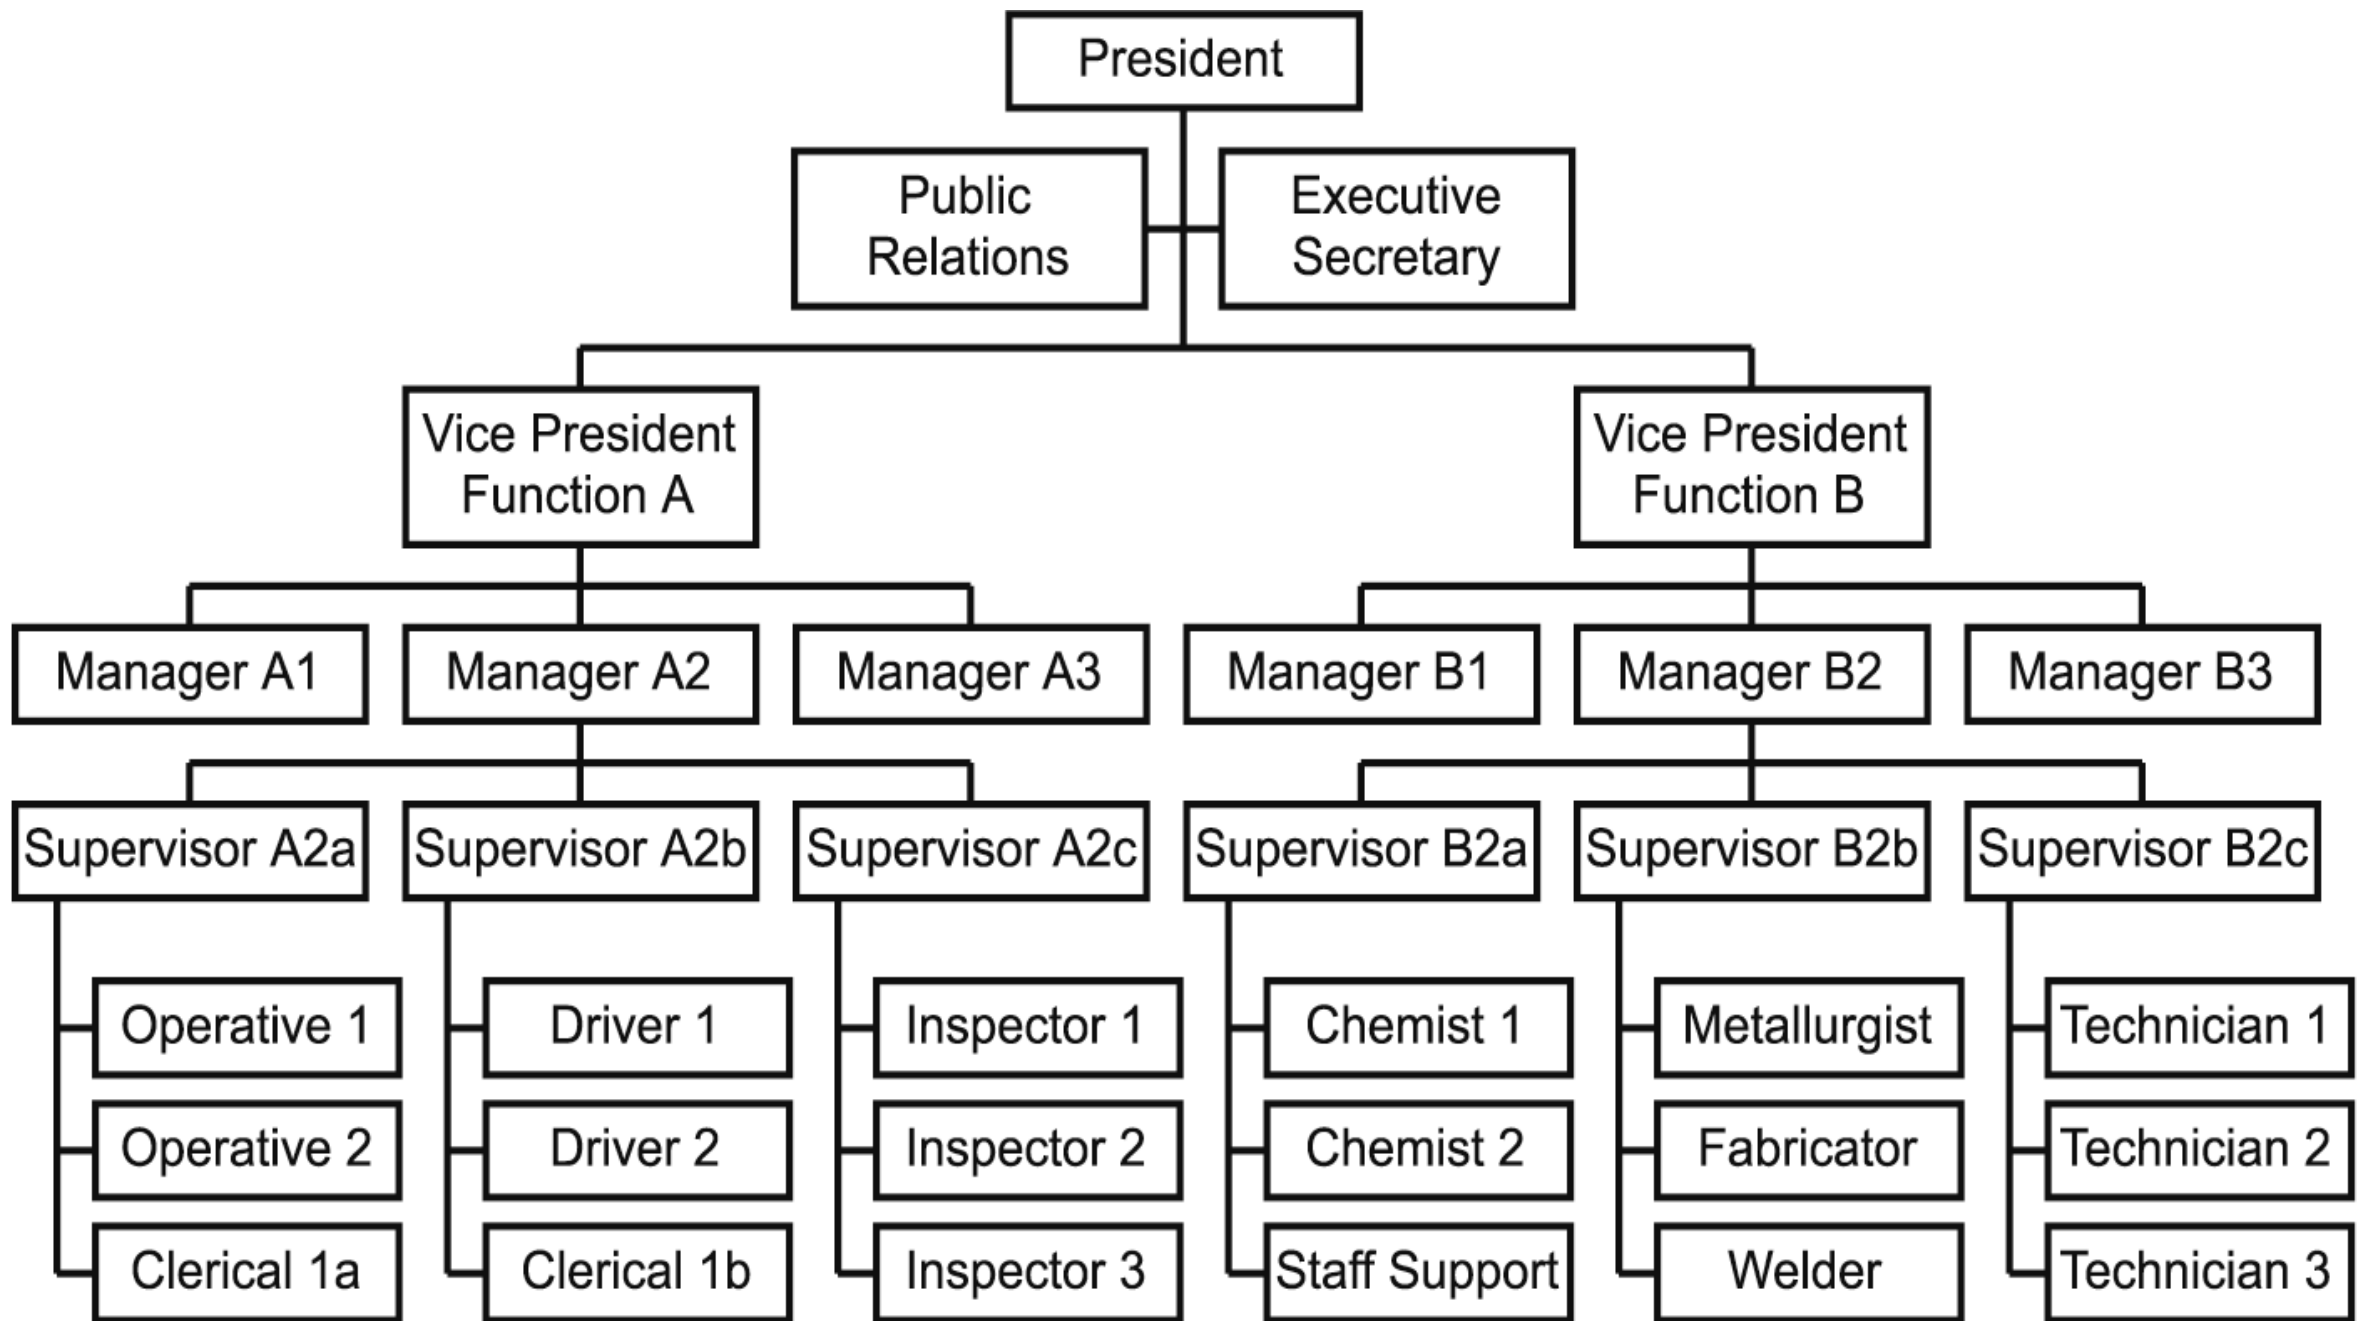 President
Public
Relations
Executive
Secretary
Vice President
Function A
Vice President
Function B
Manager A1
Manager A2
Manager A3
Manager B1
Manager B2
Manager B3
Supervisor A2a
Supervisor A2b
Supervisor A2c
Supervisor B2a
Supervisor B2b
Supervisor B2c
Operative 1
Driver 1
Inspector 1
Chemist 1
Metallurgist
Technician 1
Operative 2
Driver 2
Inspector 2
Chemist 2
Fabricator
Technician 2
Clerical 1a
Clerical 1b
Inspector 3
Staff Support
Welder
Technician 3